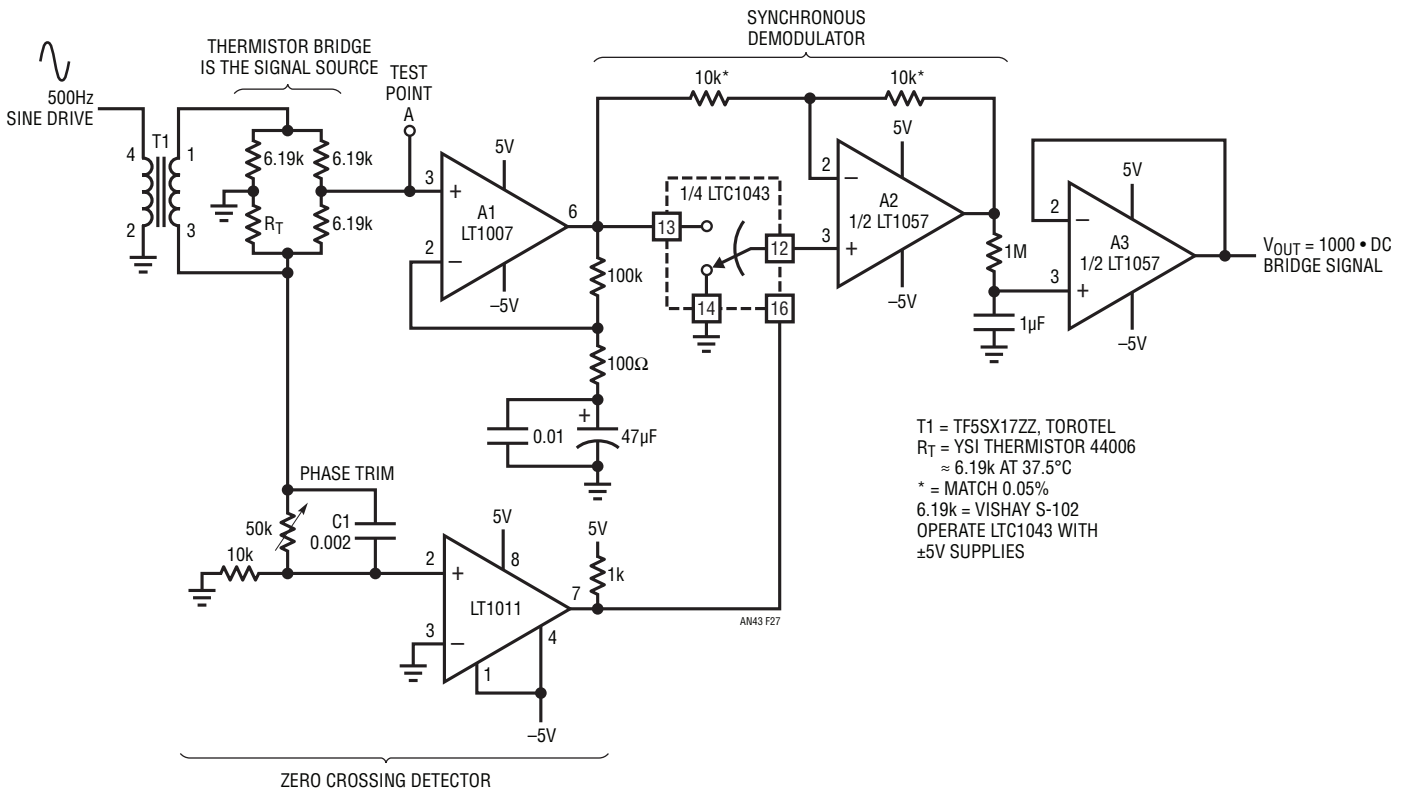 SYNCHRONOUS
DEMODULATOR
THERMISTOR BRIDGE
IS THE SIGNAL SOURCE
TEST
POINT
A
500Hz
SINE DRIVE
T1
4
1
2
3
6.19k
6.19k
RT
6.19k
5V
3
+
A1
LT1007
6
2
–
–5V
10k*
10k*
100k
100Ω
0.01
+
47µF
1/4 LTC1043
13
12
14
16
5V
2
–
A2
1/2 LT1057
3
+
–5V
1M
1µF
5V
2
–
A3
1/2 LT1057
3
+
–5V
VOUT = 1000 • DC
BRIDGE SIGNAL
PHASE TRIM
50k
C1
0.002
10k
5V
8
2
+
LT1011
7
3
–
4
1
–5V
5V
1k
AN43 F27
T1 = TF5SX17ZZ, TOROTEL
RT = YSI THERMISTOR 44006
≈ 6.19k AT 37.5°C
* = MATCH 0.05%
6.19k = VISHAY S-102
OPERATE LTC1043 WITH
±5V SUPPLIES
ZERO CROSSING DETECTOR